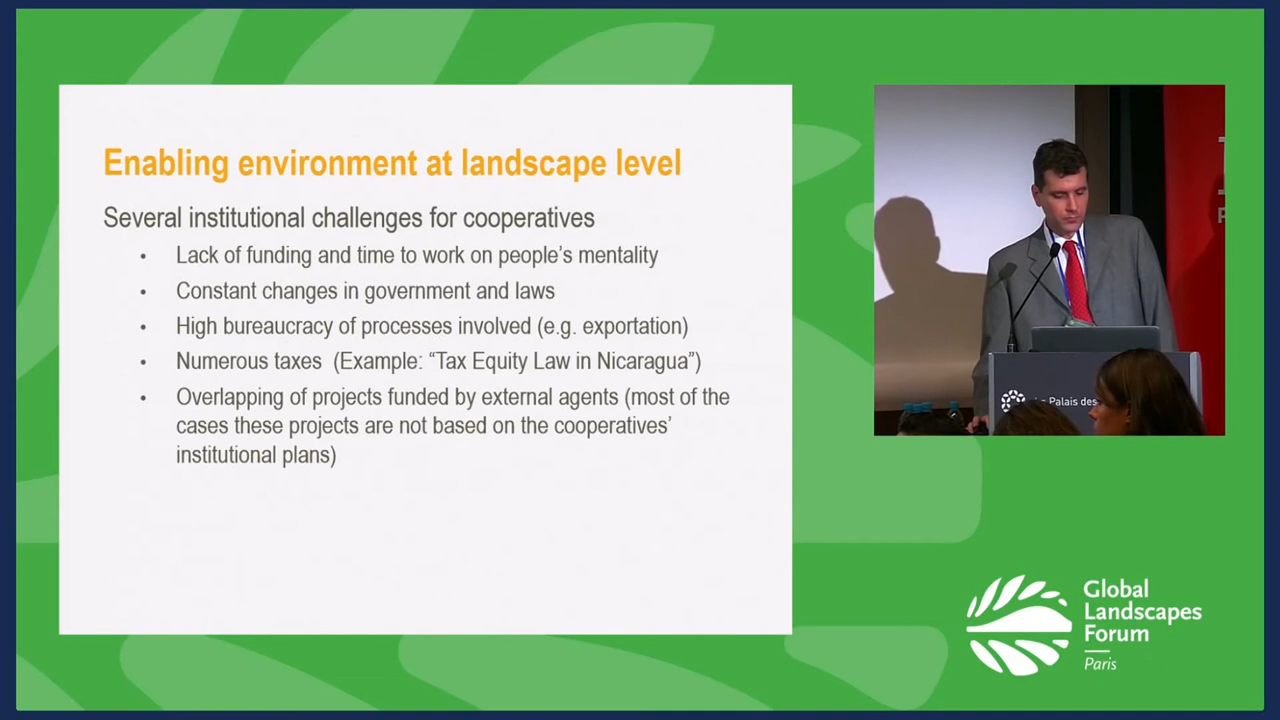 Enabling environment at landscape level
Several institutional challenges for cooperatives
• Lack of funding and time to work on people’s mentality
• Constant changes in government and laws
• High bureaucracy of processes involved (e.g. exportation)
• Numerous taxes (Example: “Tax Equity Law in Nicaragua”)
• Overlapping of projects funded by external agents (most of the
cases these projects are not based on the cooperatives’
institutional plans)
Palais des
Global
Landscapes
Forum
Paris